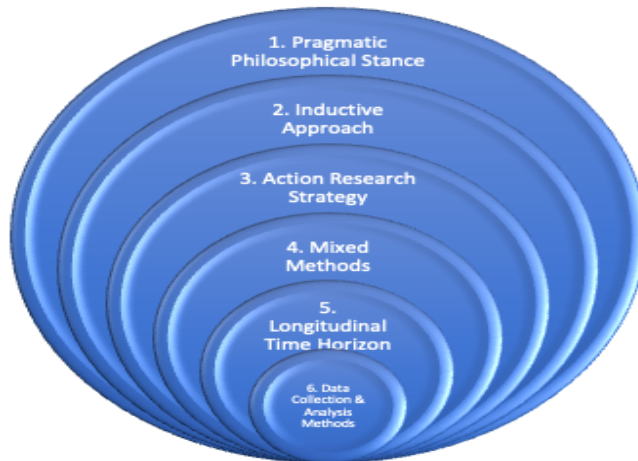 1. Pragmatic
Philosophical Stance
2. Inductive
Approach
3. Action Research
Strategy
4. Mixed
Methods
5.
Longitudinal
Time Horizon
6. Data
Collection &
Analysis
Methods